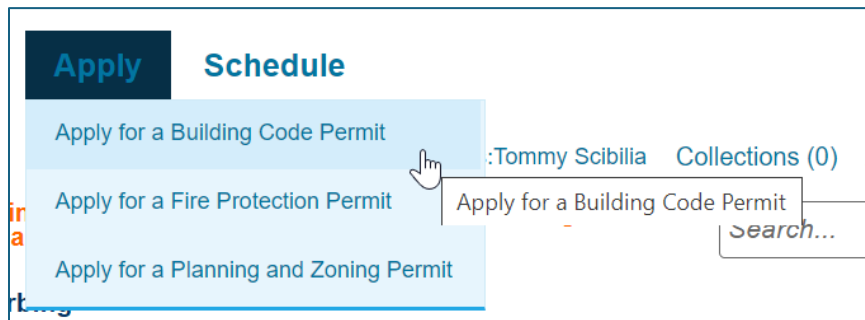 Apply Schedule
Apply for a Building Code Permit
:Tommy Scibilia Collections (0)
Apply for a Fire Protection Permit
Apply for a Building Code Permit
Search...
Apply for a Planning and Zoning Permit